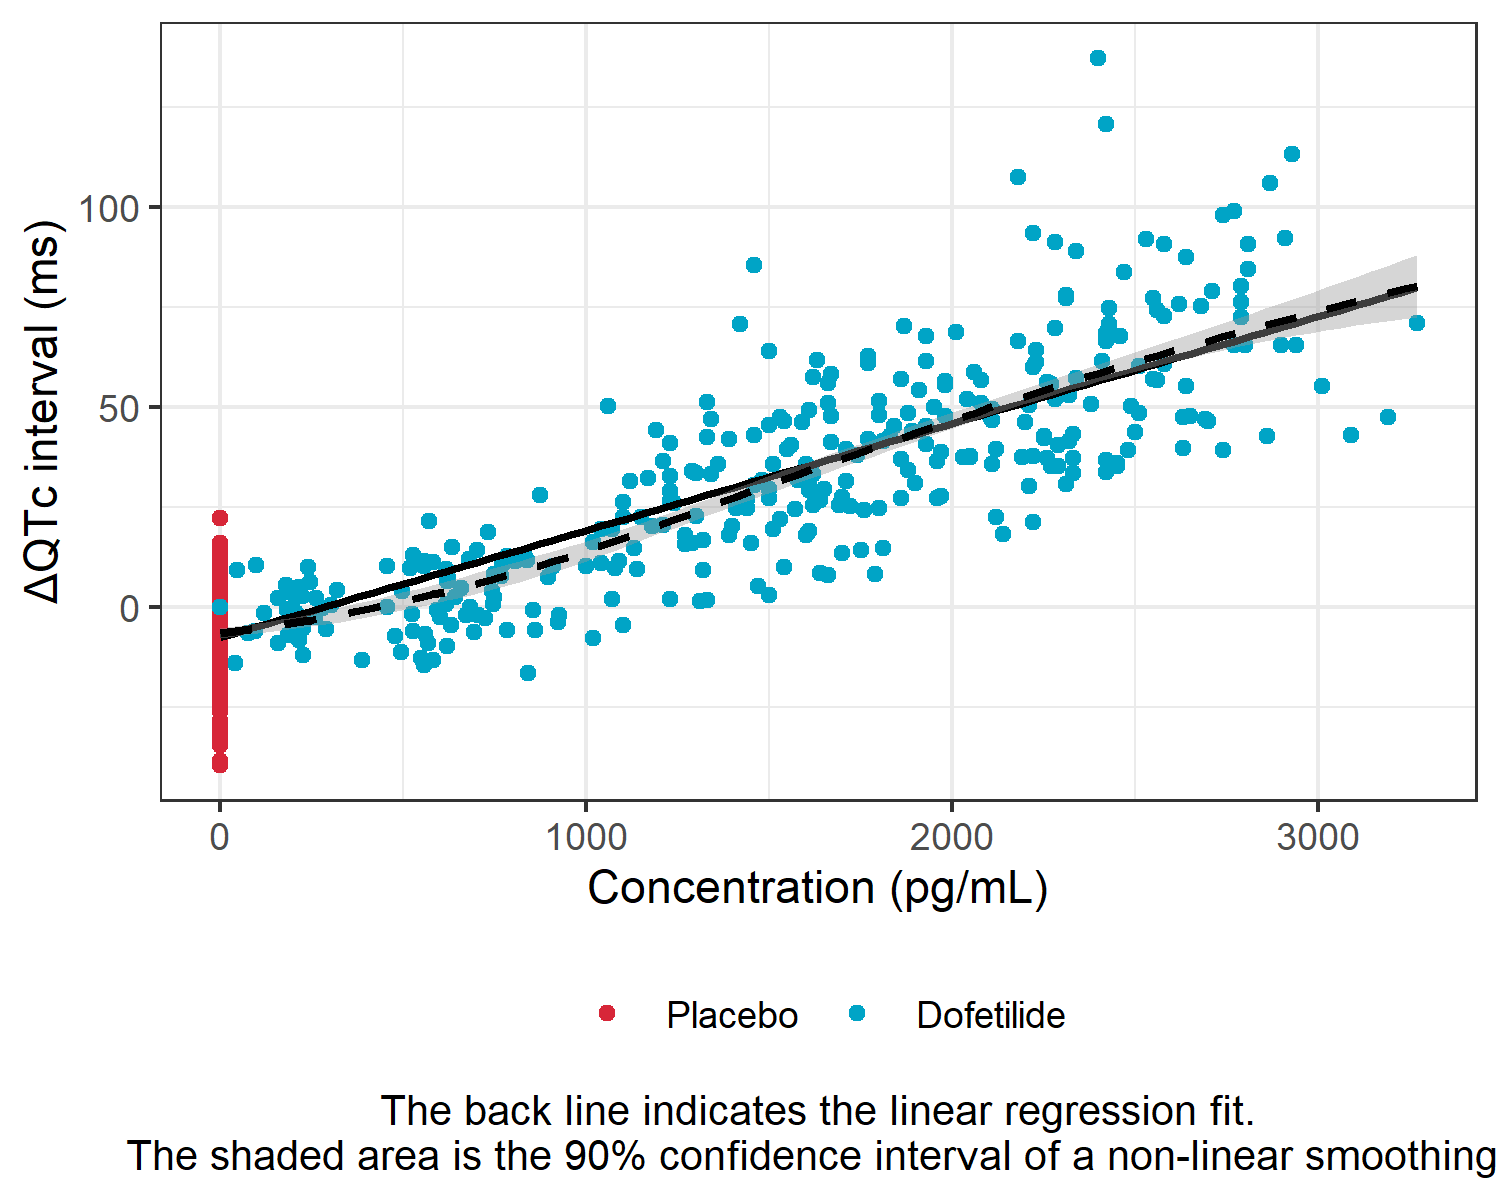 ΔQTc interval (ms)
100
50
0
0 1000 2000 3000
Concentration (pg/mL)
Placebo Dofetilide
The back line indicates the linear regression fit.
The shaded area is the 90% confidence interval of a non-linear smoothing